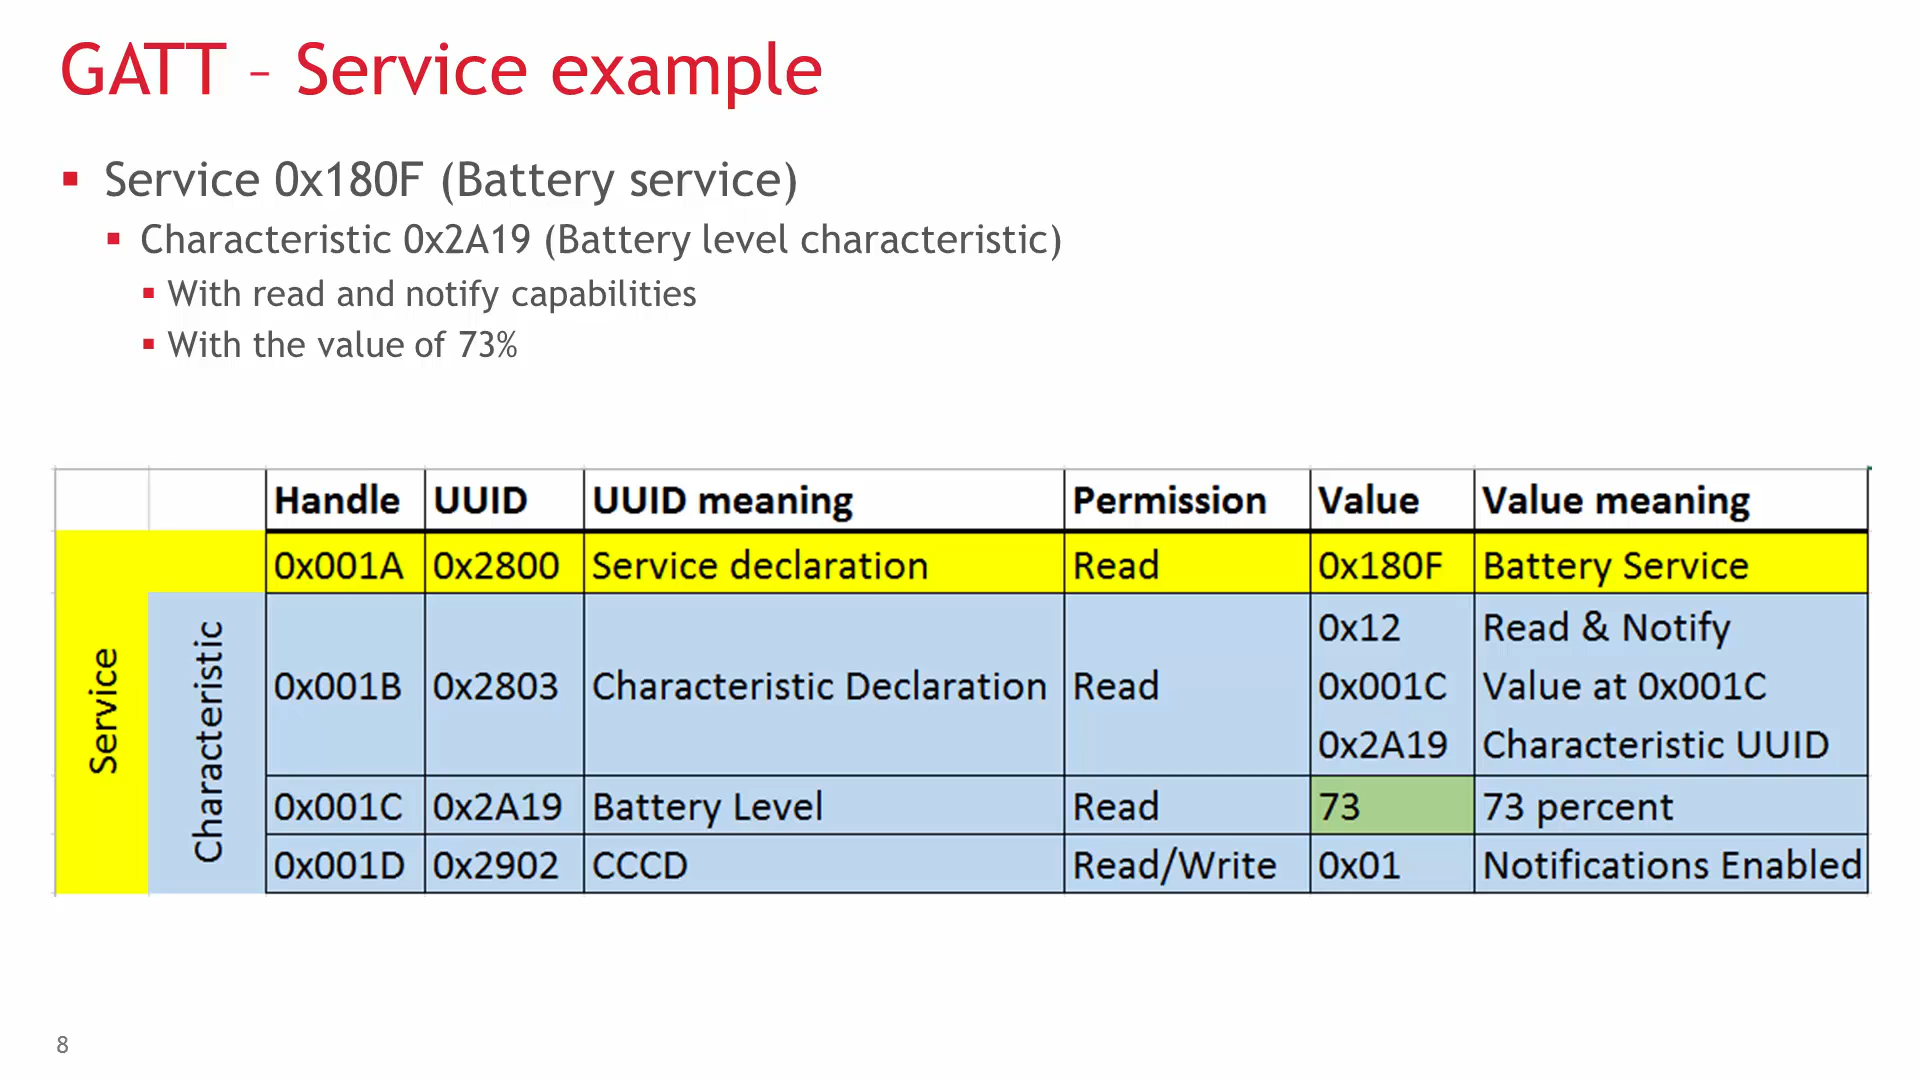 GATT – Service example
Service 0x180F (Battery service)
Characteristic 0x2A19 (Battery level characteristic)
With read and notify capabilities
With the value of 73%
Handle UUID UUID meaning Permission Value Value meaning
0x001A 0x2800 Service declaration Read 0x180F Battery Service
Service
Characteristic
0x12 Read & Notify
0x001B 0x2803 Characteristic Declaration Read 0x001C Value at 0x001C
0x2A19 Characteristic UUID
0x001C 0x2A19 Battery Level Read 73 73 percent
0x001D 0x2902 CCCD Read/Write 0x01 Notifications Enabled
8